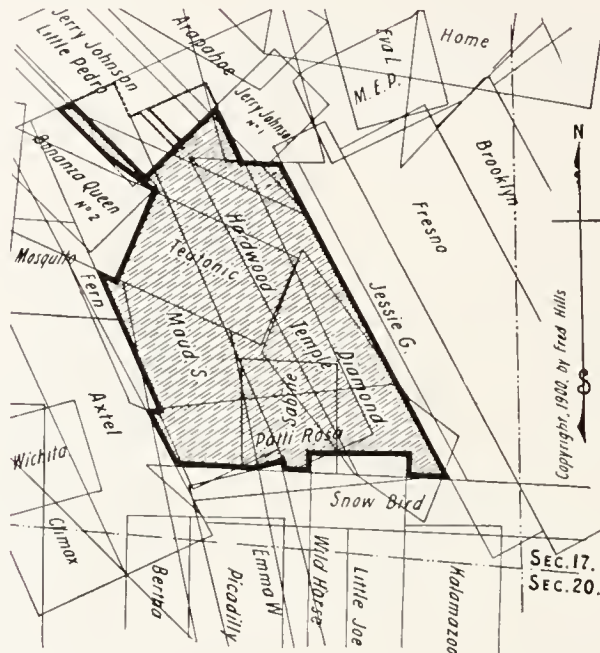 Jerry Johnson
Little Pedro
Arapahoe
Eva L.
M.E.P.
Home
Jerry Johnson
Nº 1
Brooklyn
N
Bonanza Queen
Nº 2
Fresno
Mosquito
Fern
Teutonic
Hardwood
Jessie G.
Maud S
Temple
Diamond
Sabine
Patti Rosa
Axtel
Wichita
Climax
Snow Bird
S
Copyright, 1900, by Fred Hills
Bertha
Picadilly
Emma W
Wild Horse
Little Joe
Kalamazoo
SEC. 17.
SEC. 20.